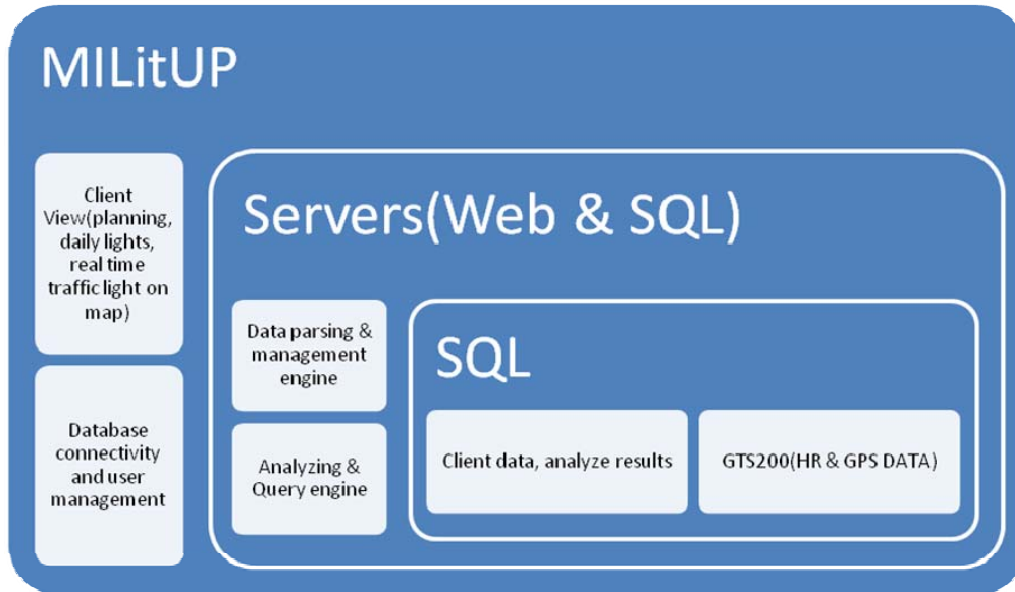 MILitUP
Client
View(planning,
daily lights,
real time
traffic light on
map)
Database
connectivity
and user
management
Servers(Web & SQL)
Data parsing &
management
engine
Analyzing &
Query engine
SQL
Client data, analyze results
GTS200(HR & GPS DATA)